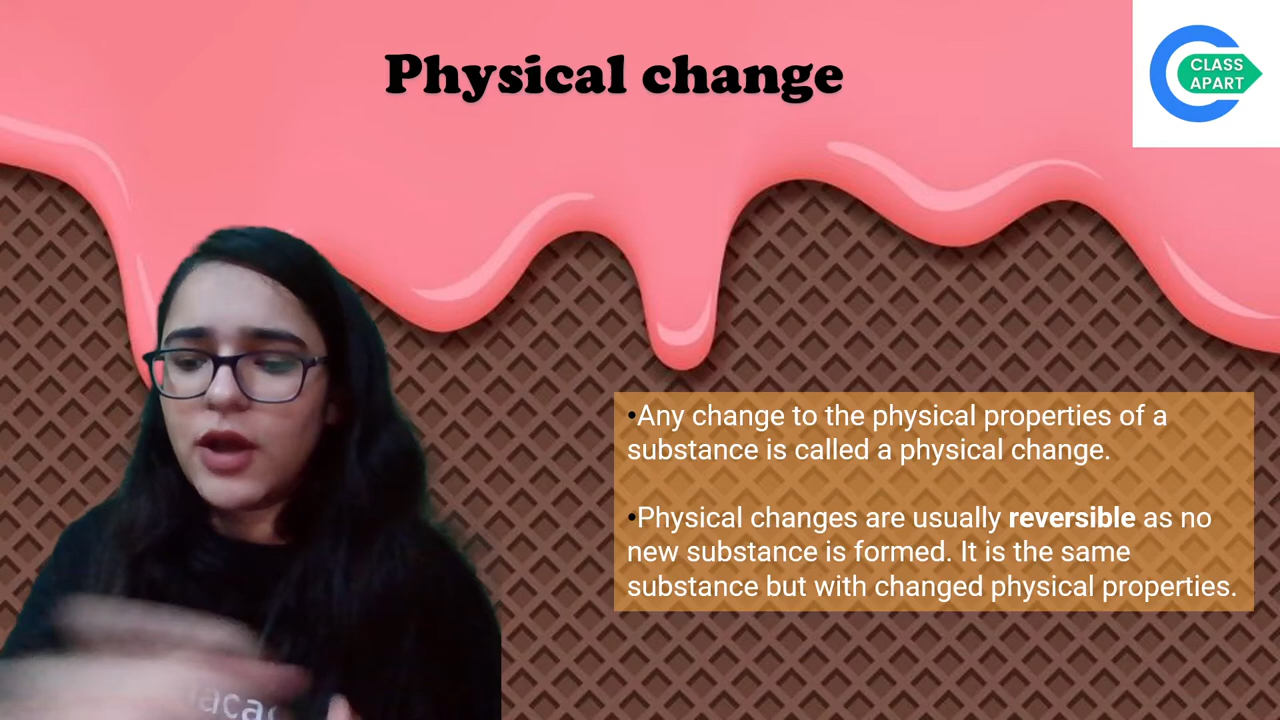 Physical change
CLASS
APART
•Any change to the physical properties of a
substance is called a physical change.
•Physical changes are usually reversible as no
new substance is formed. It is the same
substance but with changed physical properties.